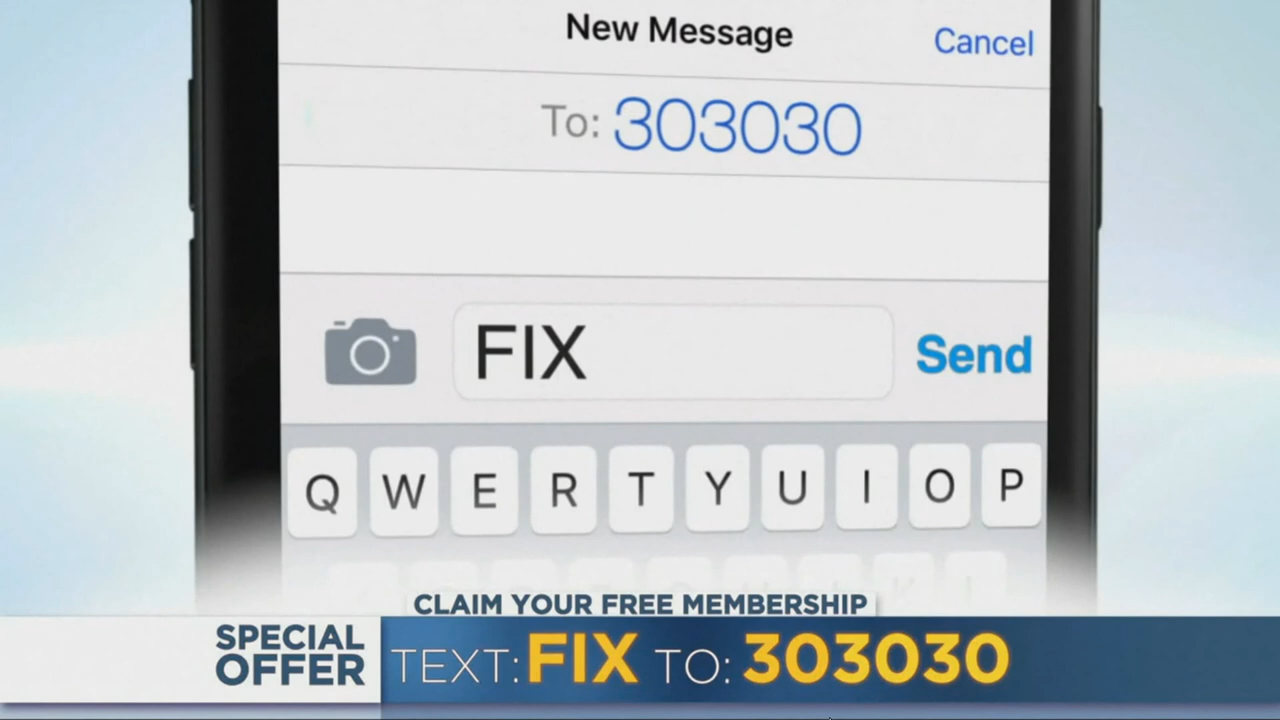 New Message
Cancel
To: 303030
FIX
Send
Q W E R T Y U I O P
CLAIM YOUR FREE MEMBERSHIP
SPECIAL
OFFER
TEXT: FIX TO: 303030